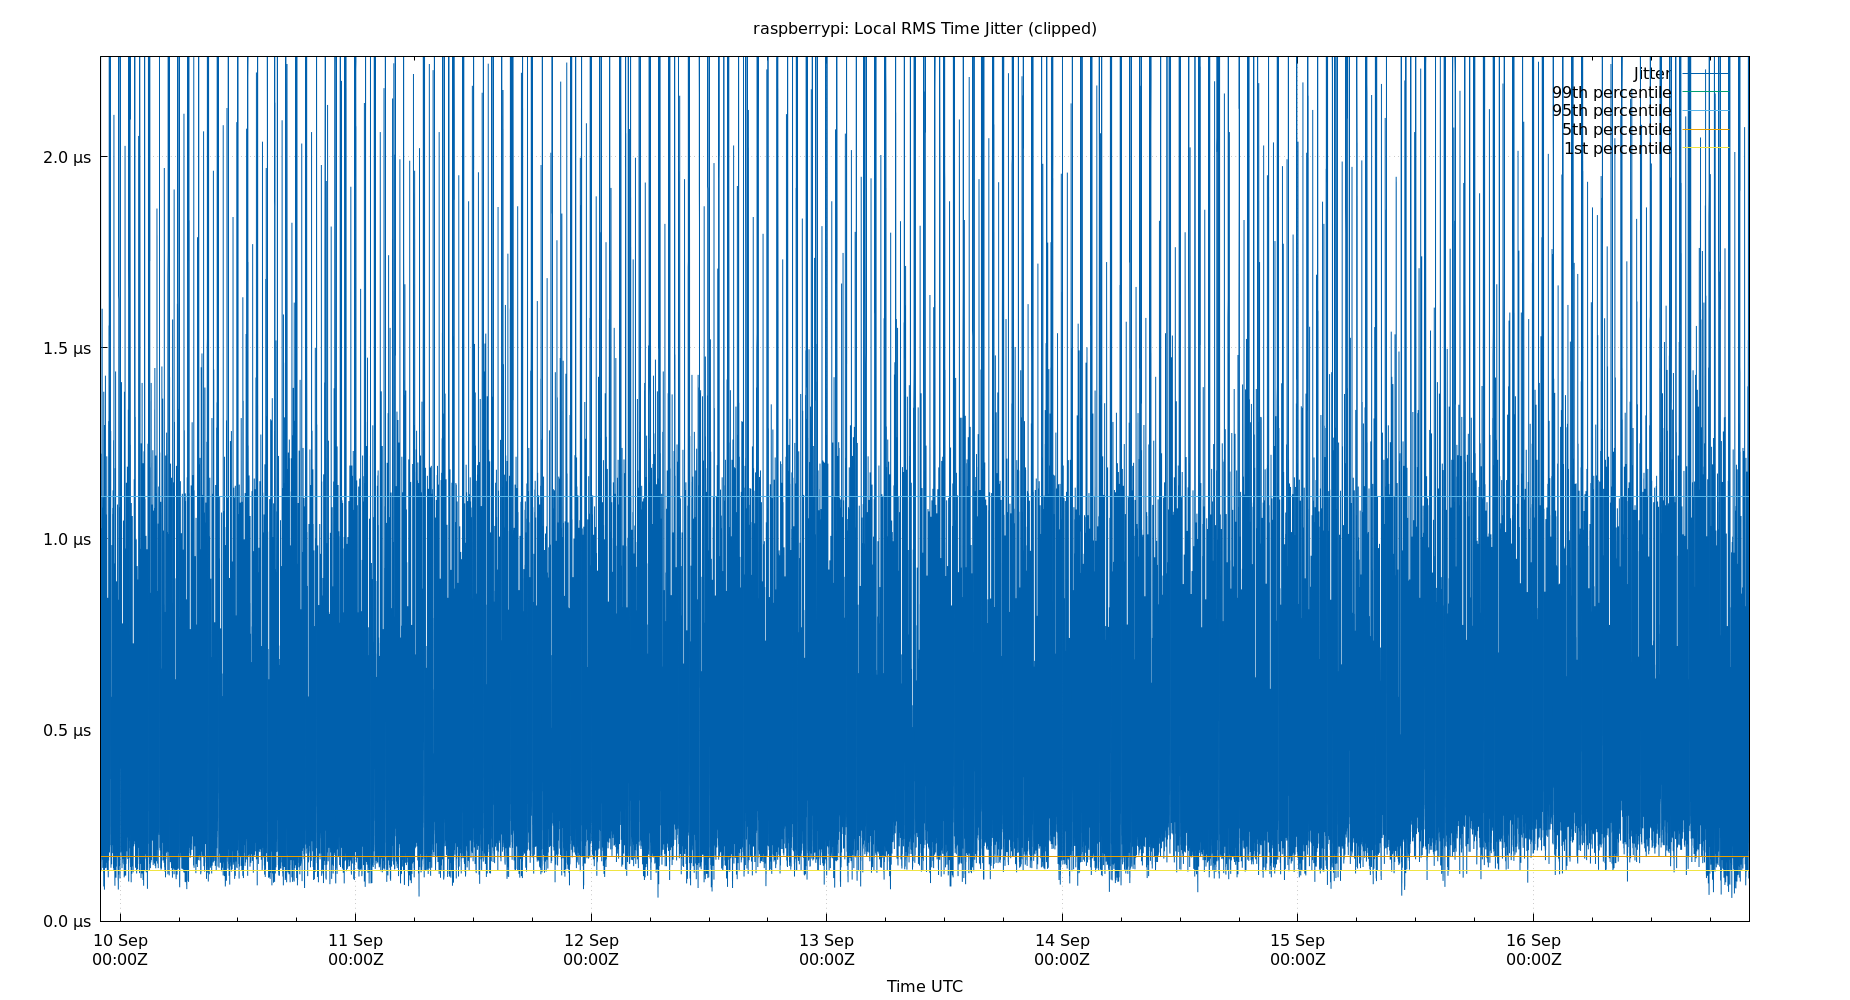 raspberrypi: Local RMS Time Jitter (clipped)
Jitter
99th percentile
95th percentile
5th percentile
1st percentile
2.0 μs
1.5 μs
1.0 μs
0.5 μs
0.0 μs
10 Sep 11 Sep 12 Sep 13 Sep 14 Sep 15 Sep 16 Sep
00:00Z 00:00Z 00:00Z 00:00Z 00:00Z 00:00Z 00:00Z
Time UTC